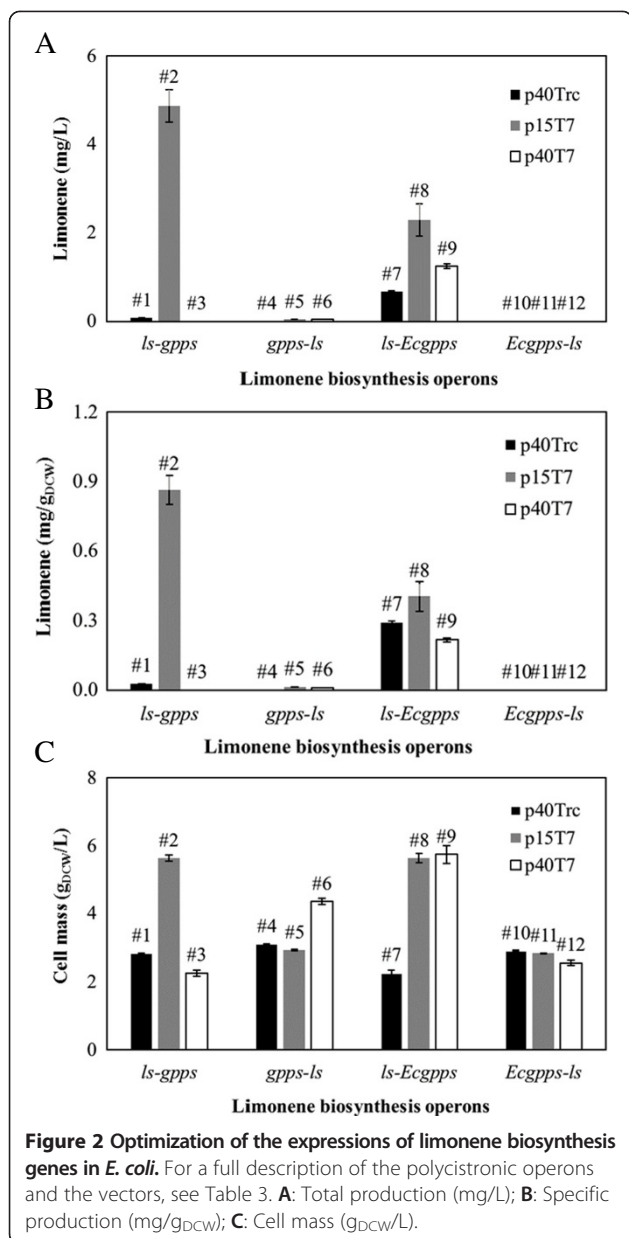 A
6
4
2
0
Limonene (mg/L)
#1
#2
#3
#4
#5
#6
#7
#8
#9
#10#11#12
p40Trc
p15T7
p40T7
ls-gpps
gpps-ls
ls-Ecgpps
Ecgpps-ls
Limonene biosynthesis operons
B
1.2
0.9
0.6
0.3
0.0
Limonene (mg/gDCW)
#1
#2
#3
#4
#5
#6
#7
#8
#9
#10#11#12
p40Trc
p15T7
p40T7
ls-gpps
gpps-ls
ls-Ecgpps
Ecgpps-ls
Limonene biosynthesis operons
C
8
6
4
2
0
Cell mass (gDCW/L)
#1
#2
#3
#4
#5
#6
#7
#8
#9
#10
#11
#12
p40Trc
p15T7
p40T7
ls-gpps
gpps-ls
ls-Ecgpps
Ecgpps-ls
Limonene biosynthesis operons
Figure 2 Optimization of the expressions of limonene biosynthesis
genes in E. coli. For a full description of the polycistronic operons
and the vectors, see Table 3. A: Total production (mg/L); B: Specific
production (mg/gDCW); C: Cell mass (gDCW/L).